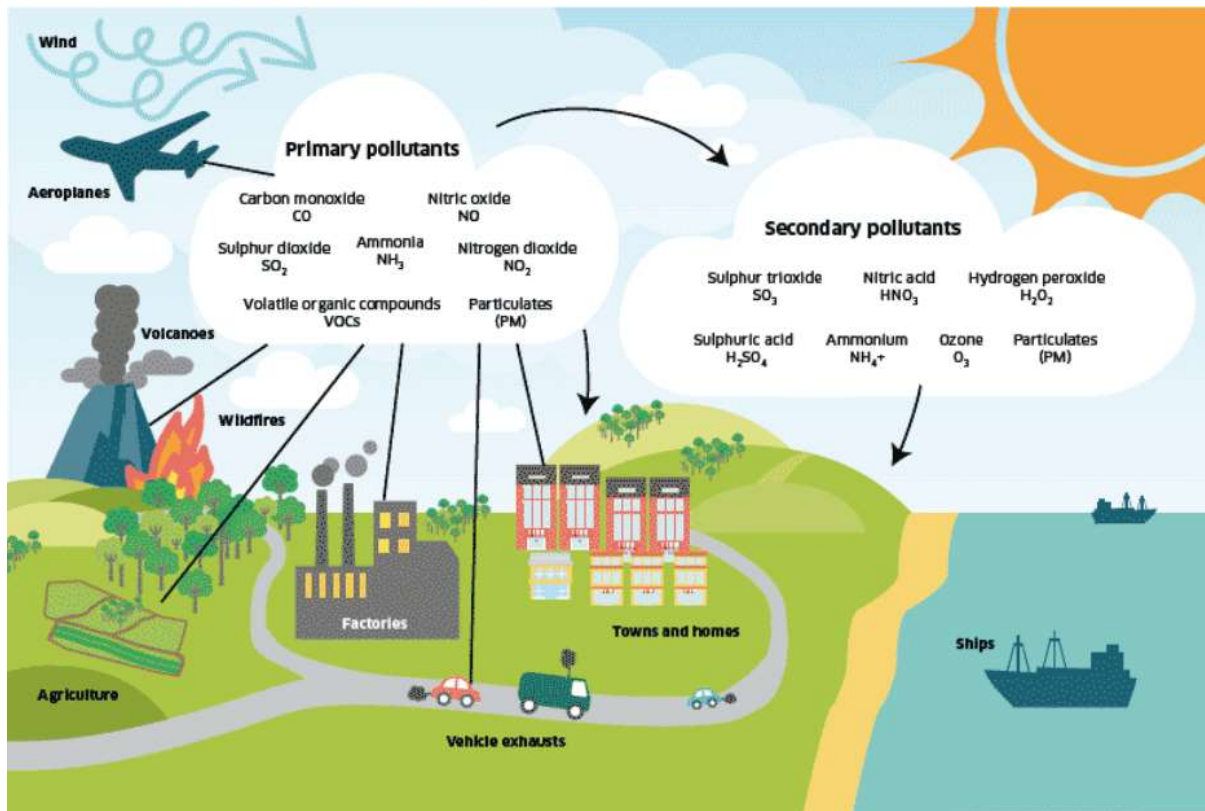 Wind
Aeroplanes
Primary pollutants
Carbon monoxide
CO
Nitric oxide
NO
Sulphur dioxide
SO₂
Ammonia
NH₃
Nitrogen dioxide
NO₂
Volatile organic compounds
VOCs
Particulates
(PM)
Secondary pollutants
Sulphur trioxide
SO₃
Nitric acid
HNO₃
Hydrogen peroxide
H₂O₂
Sulphuric acid
H₂SO₄
Ammonium
NH₄+
Ozone
O₃
Particulates
(PM)
Volcanoes
Wildfires
Factories
Towns and homes
Agriculture
Vehicle exhausts
Ships